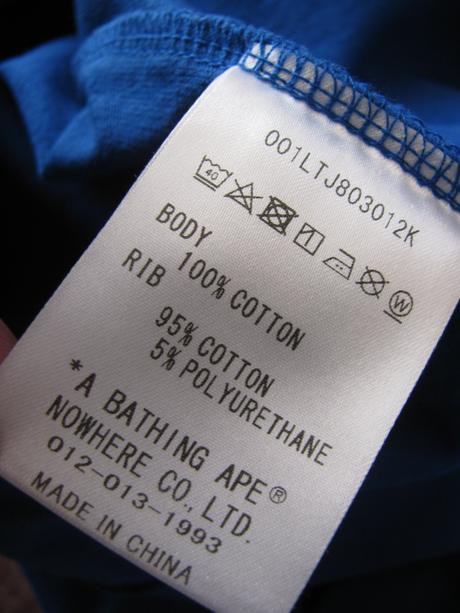 001LTJ803012K
40 W
BODY
100% COTTON
RIB
95% COTTON
5% POLYURETHANE
*A BATHING APE®
NOWHERE CO.,LTD.
012-013-1993
MADE IN CHINA